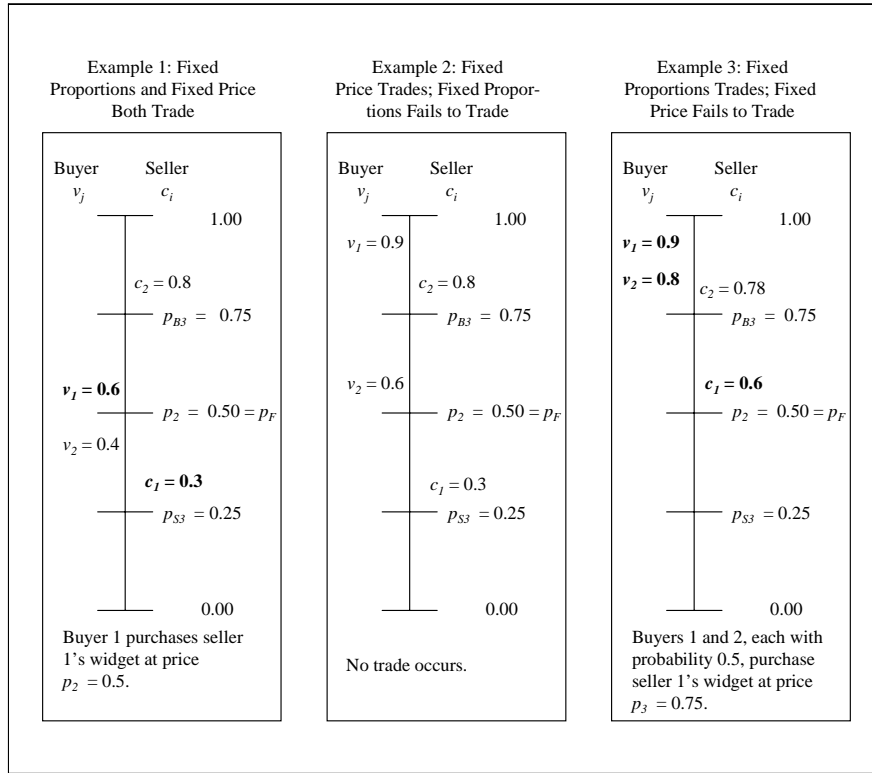 Example 1: Fixed
Proportions and Fixed Price
Both Trade
Buyer Seller
v_j c_i
1.00
c_2 = 0.8
p_B3 = 0.75
v_1 = 0.6
p_2 = 0.50 = p_F
v_2 = 0.4
c_1 = 0.3
p_S3 = 0.25
0.00
Buyer 1 purchases seller
1's widget at price
p_2 = 0.5.
Example 2: Fixed
Price Trades; Fixed Propor-
tions Fails to Trade
Buyer Seller
v_j c_i
1.00
v_1 = 0.9
c_2 = 0.8
p_B3 = 0.75
v_2 = 0.6
p_2 = 0.50 = p_F
c_1 = 0.3
p_S3 = 0.25
0.00
No trade occurs.
Example 3: Fixed
Proportions Trades; Fixed
Price Fails to Trade
Buyer Seller
v_j c_i
1.00
v_1 = 0.9
v_2 = 0.8
c_2 = 0.78
p_B3 = 0.75
c_1 = 0.6
p_2 = 0.50 = p_F
p_S3 = 0.25
0.00
Buyers 1 and 2, each with
probability 0.5, purchase
seller 1's widget at price
p_3 = 0.75.